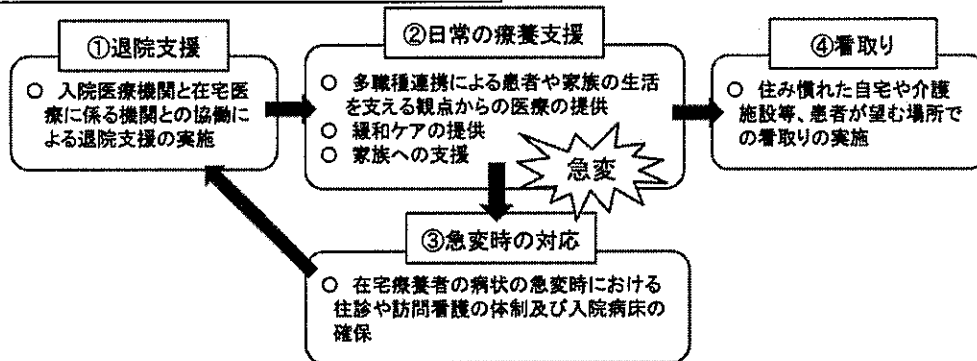 ①退院支援
○ 入院医療機関と在宅医
療に係る機関との協働に
よる退院支援の実施
②日常の療養支援
○ 多職種連携による患者や家族の生活
を支える観点からの医療の提供
○ 緩和ケアの提供
○ 家族への支援
急変
③急変時の対応
○ 在宅療養者の病状の急変時における
往診や訪問看護の体制及び入院病床の
確保
④看取り
○ 住み慣れた自宅や介護
施設等、患者が望む場所で
の看取りの実施